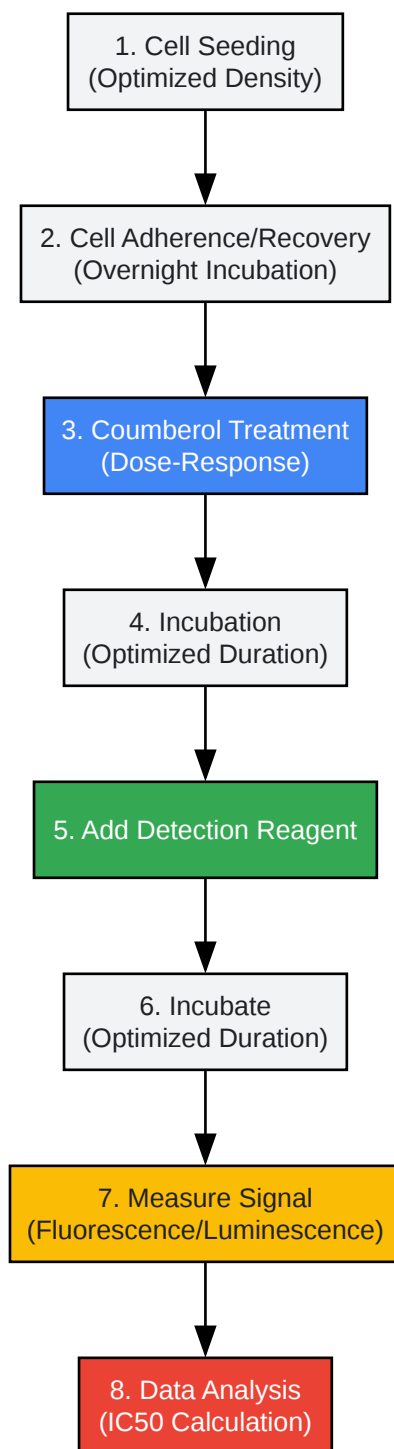 1. Cell Seeding
(Optimized Density)
2. Cell Adherence/Recovery
(Overnight Incubation)
3. Coumberol Treatment
(Dose-Response)
4. Incubation
(Optimized Duration)
5. Add Detection Reagent
6. Incubate
(Optimized Duration)
7. Measure Signal
(Fluorescence/Luminescence)
8. Data Analysis
(IC50 Calculation)